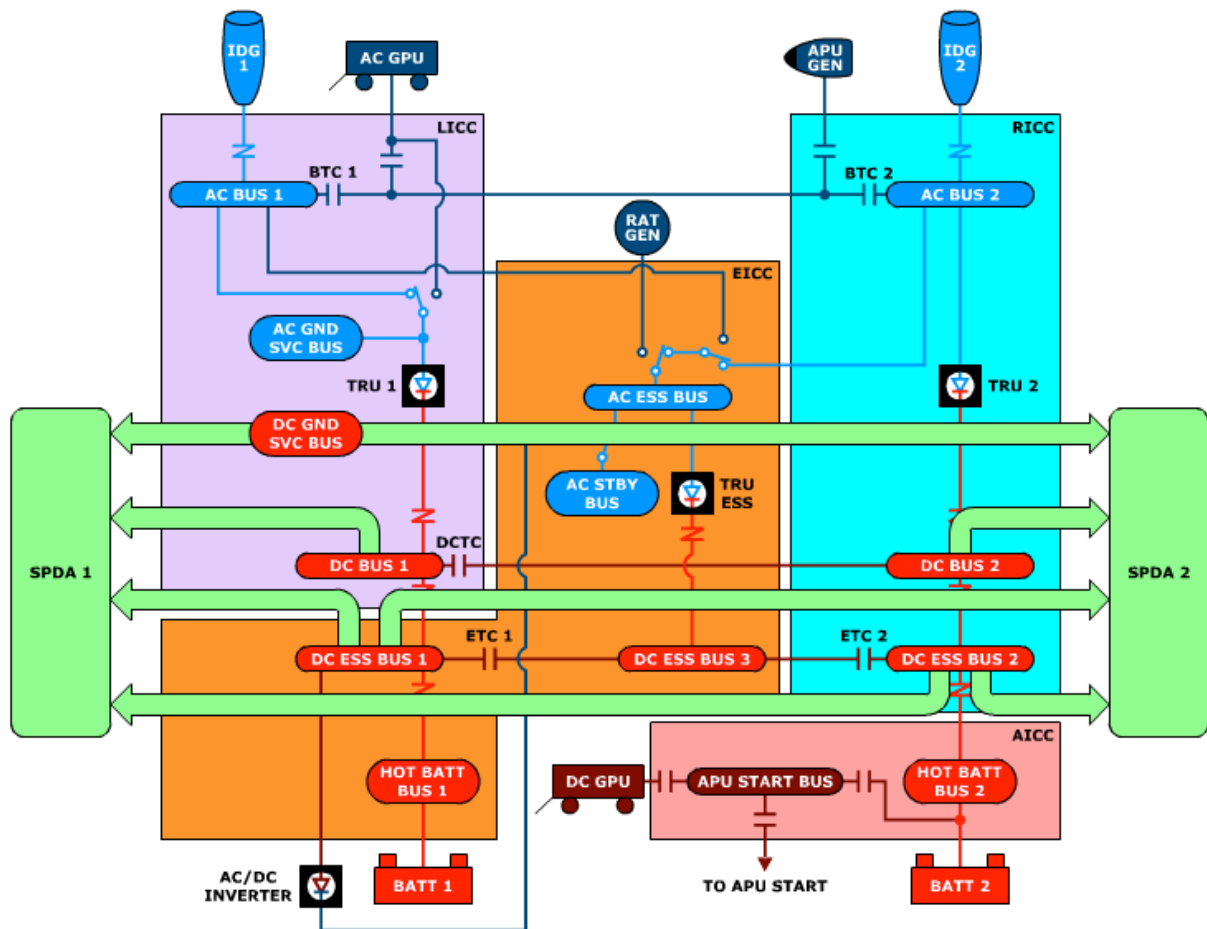 IDG
1
AC GPU
APU
GEN
IDG
2
LICC
RICC
BTC 1
BTC 2
AC BUS 1
AC BUS 2
RAT
GEN
EICC
AC GND
SVC BUS
TRU 1
AC ESS BUS
TRU 2
DC GND
SVC BUS
AC STBY
BUS
TRU
ESS
DCTC
SPDA 1
DC BUS 1
DC BUS 2
SPDA 2
ETC 1
ETC 2
DC ESS BUS 1
DC ESS BUS 3
DC ESS BUS 2
AICC
HOT BATT
BUS 1
DC GPU
APU START BUS
HOT BATT
BUS 2
AC/DC
INVERTER
BATT 1
TO APU START
BATT 2